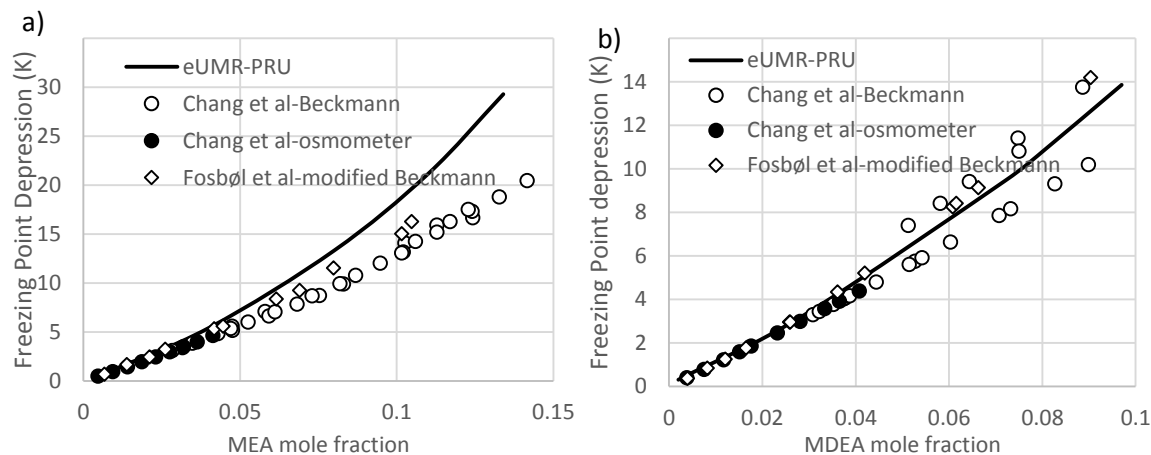 a)
Freezing Point Depression (K)
30
25
20
15
10
5
0
eUMR-PRU
Chang et al-Beckmann
Chang et al-osmometer
Fosbøl et al-modified Beckmann
0 0.05 0.1 0.15
MEA mole fraction
b)
Freezing Point depression (K)
14
12
10
8
6
4
2
0
eUMR-PRU
Chang et al-Beckmann
Chang et al-osmometer
Fosbøl et al-modified Beckmann
0 0.02 0.04 0.06 0.08 0.1
MDEA mole fraction